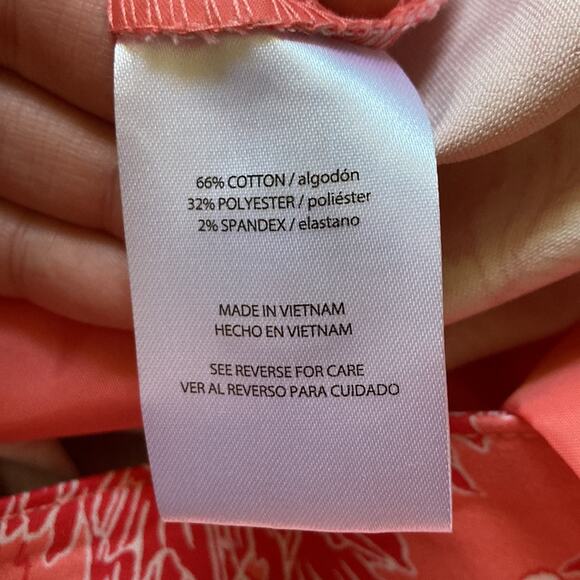 66% COTTON / algodón
32% POLYESTER / poliéster
2% SPANDEX / elastano
MADE IN VIETNAM
HECHO EN VIETNAM
SEE REVERSE FOR CARE
VER AL REVERSO PARA CUIDADO